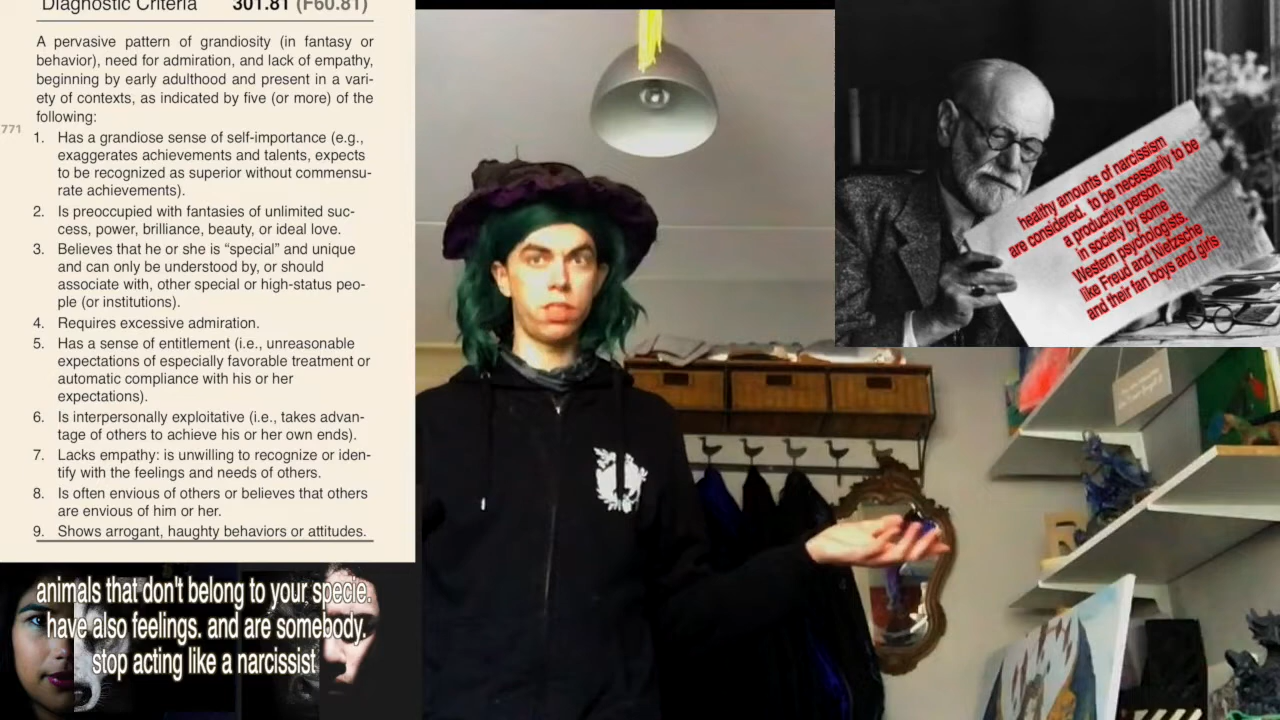 Diagnostic Criteria 301.81 (F60.81)
A pervasive pattern of grandiosity (in fantasy or
behavior), need for admiration, and lack of empathy,
beginning by early adulthood and present in a vari-
ety of contexts, as indicated by five (or more) of the
following:
771
1. Has a grandiose sense of self-importance (e.g.,
exaggerates achievements and talents, expects
to be recognized as superior without commensu-
rate achievements).
2. Is preoccupied with fantasies of unlimited suc-
cess, power, brilliance, beauty, or ideal love.
3. Believes that he or she is “special” and unique
and can only be understood by, or should
associate with, other special or high-status peo-
ple (or institutions).
4. Requires excessive admiration.
5. Has a sense of entitlement (i.e., unreasonable
expectations of especially favorable treatment or
automatic compliance with his or her
expectations).
6. Is interpersonally exploitative (i.e., takes advan-
tage of others to achieve his or her own ends).
7. Lacks empathy: is unwilling to recognize or iden-
tify with the feelings and needs of others.
8. Is often envious of others or believes that others
are envious of him or her.
9. Shows arrogant, haughty behaviors or attitudes.
animals that don't belong to your specie.
have also feelings. and are somebody.
stop acting like a narcissist
healthy amounts of narcissism
are considered. to be necessarily to be
a productive person.
in society by some
Western psychologists.
like Freud and Nietzsche
and their fan boys and girls